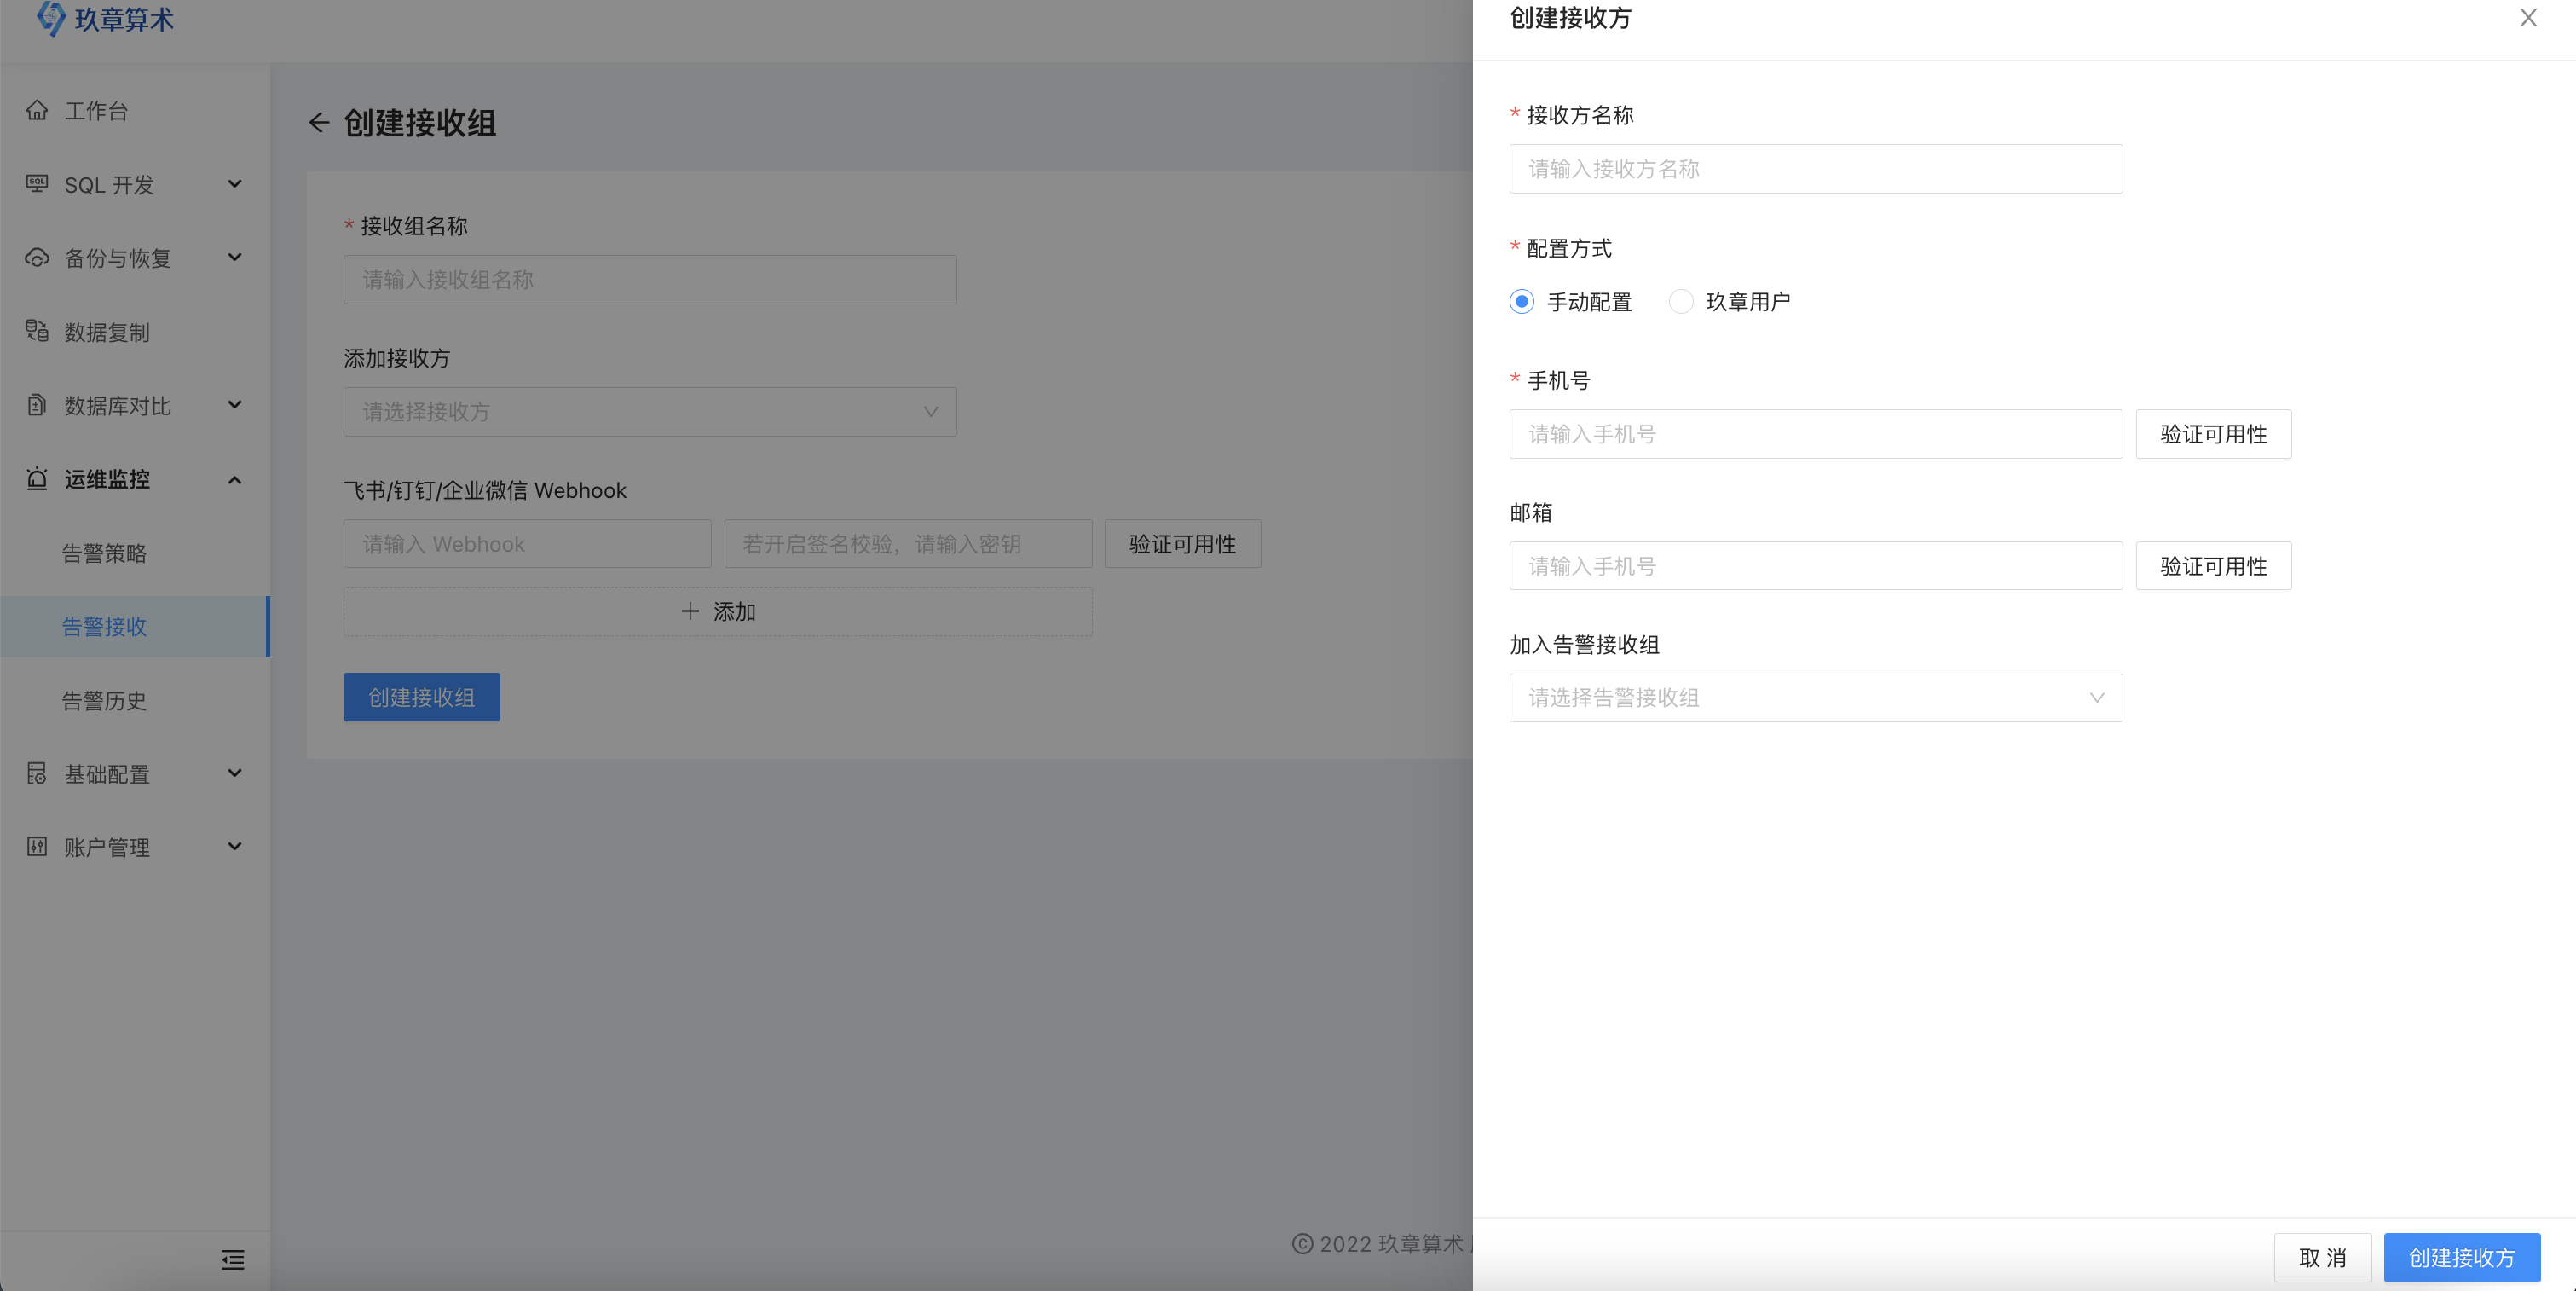 玖章算术
工作台
SQL 开发
备份与恢复
数据复制
数据库对比
运维监控
告警策略
告警接收
告警历史
基础配置
账户管理
创建接收组
* 接收组名称
请输入接收组名称
添加接收方
请选择接收方
飞书/钉钉/企业微信 Webhook
请输入 Webhook 若开启签名校验，请输入密钥 验证可用性
添加
创建接收组
© 2022 玖章算术
创建接收方
* 接收方名称
请输入接收方名称
* 配置方式
手动配置 玖章用户
* 手机号
请输入手机号 验证可用性
邮箱
请输入手机号 验证可用性
加入告警接收组
请选择告警接收组
取 消 创建接收方